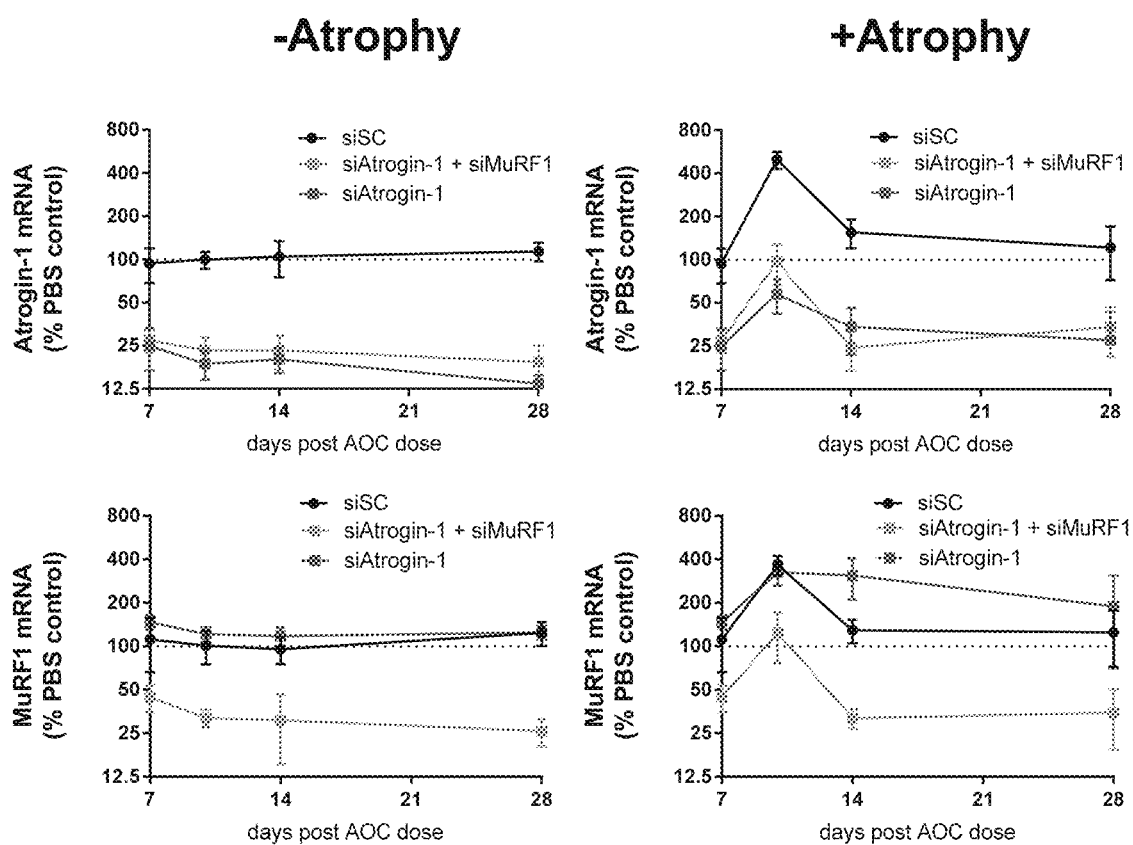 -Atrophy
+Atrophy
Atrogin-1 mRNA
(% PBS control)
800
400
200
100
50
25
12.5
siSC
siAtrogin-1 + siMuRF1
siAtrogin-1
7
14
21
28
days post AOC dose
Atrogin-1 mRNA
(% PBS control)
800
400
200
100
50
25
12.5
siSC
siAtrogin-1 + siMuRF1
siAtrogin-1
7
14
21
28
days post AOC dose
MuRF1 mRNA
(% PBS control)
800
400
200
100
50
25
12.5
siSC
siAtrogin-1 + siMuRF1
siAtrogin-1
7
14
21
28
days post AOC dose
MuRF1 mRNA
(% PBS control)
800
400
200
100
50
25
12.5
siSC
siAtrogin-1 + siMuRF1
siAtrogin-1
7
14
21
28
days post AOC dose